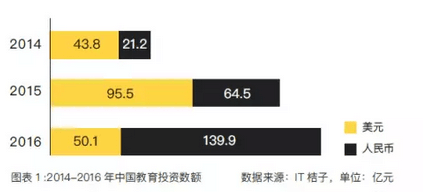 2014 43.8 21.2
2015 95.5 64.5
美元
2016 50.1 139.9
人民币
图表 1 :2014-2016 年中国教育投资数额 数据来源：IT 桔子，单位：亿元